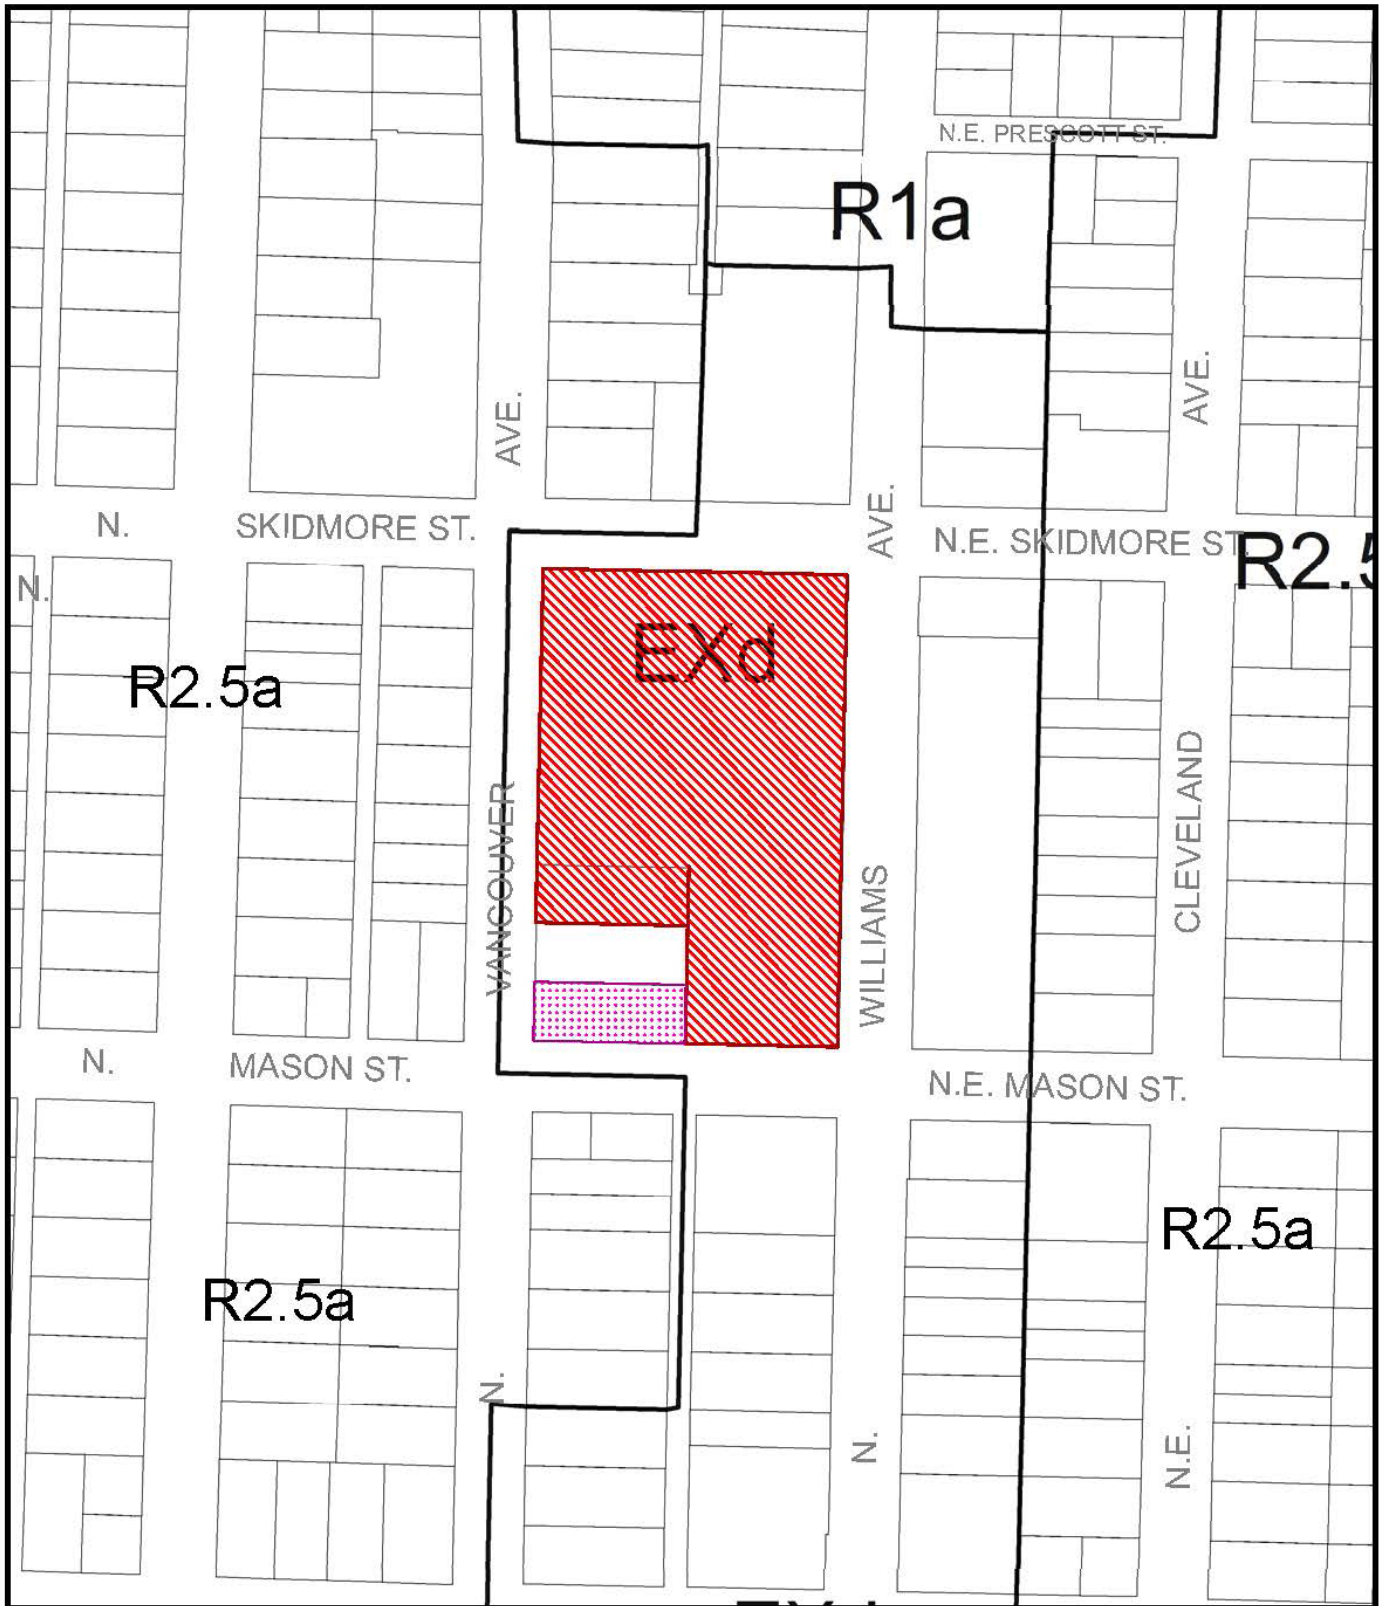 N.E. PRESCOTT ST.
R1a
AVE.
AVE.
AVE.
N.
SKIDMORE ST.
N.E. SKIDMORE ST.
R2.5
N.
EXd
R2.5a
VANCOUVER
CLEVELAND
WILLIAMS
N.
MASON ST.
N.E. MASON ST.
R2.5a
R2.5a
N.
N.
N.E.